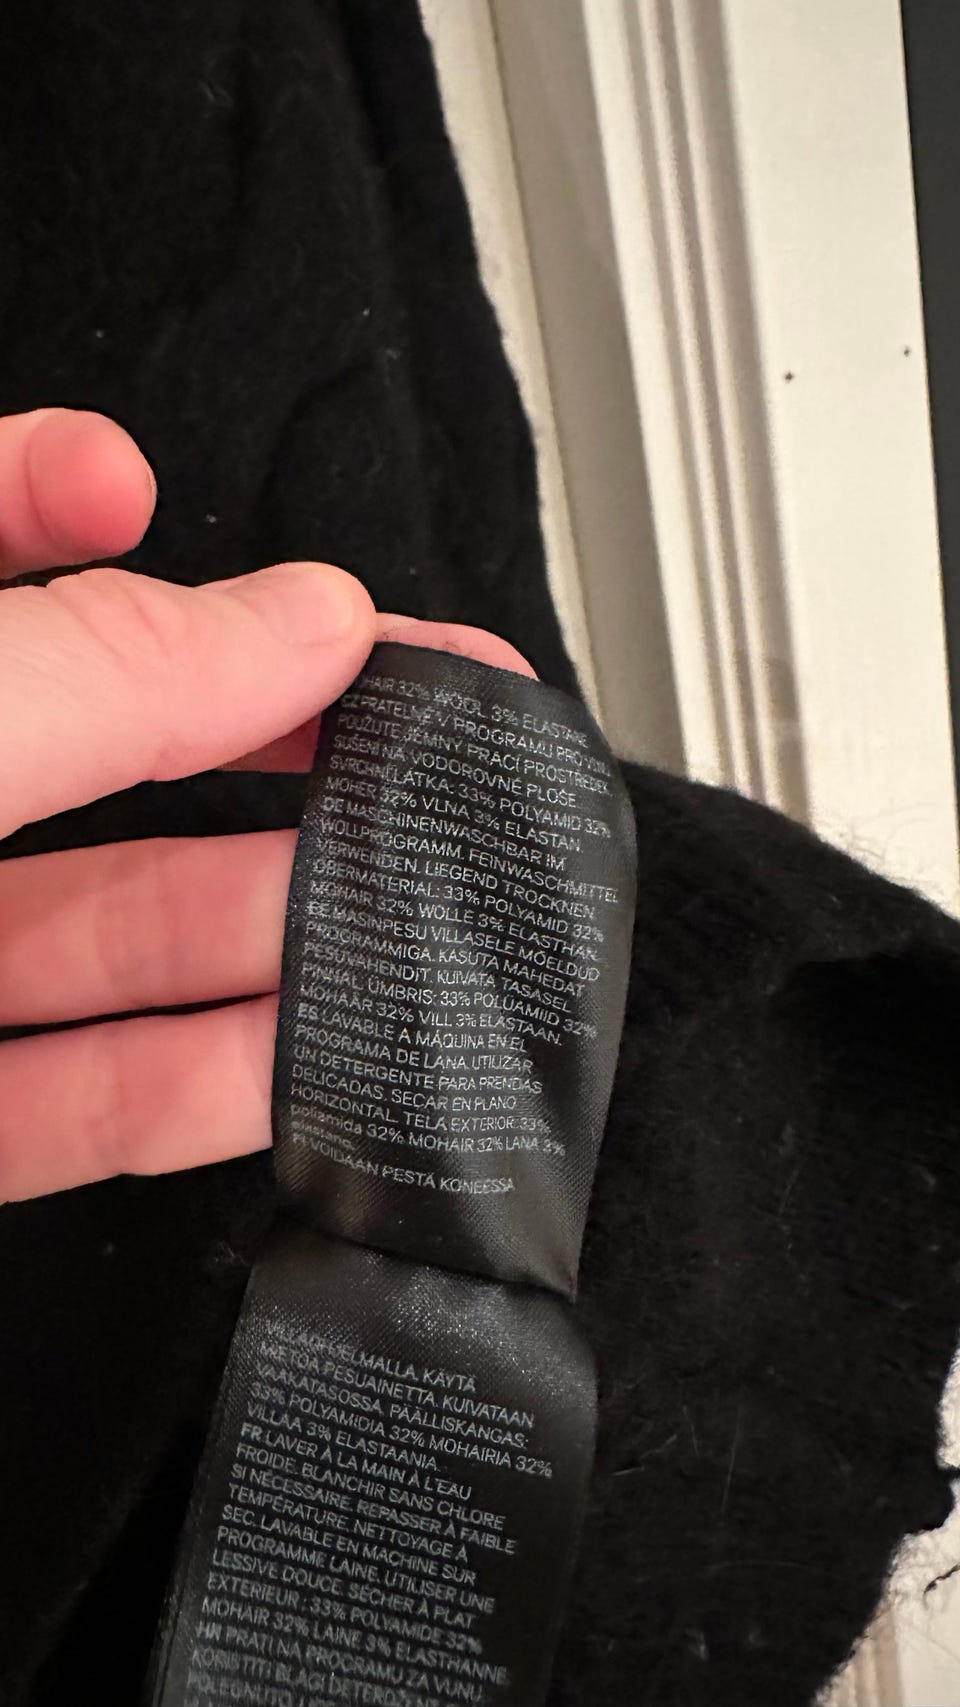 HAIR 32% WOOL 3% ELASTANE
CZ PRATELNÉ V PROGRAMU PRO VLNU
POUŽIJTE JEMNÝ PRACÍ PROSTŘEDEK
SUŠENÍ NA VODOROVNÉ PLOŠE
SVRCHNÍ LÁTKA: 33% POLYAMID 32%
MOHER 32% VLNA 3% ELASTAN
DE MASCHINENWASCHBAR IM
WOLLPROGRAMM. FEINWASCHMITTEL
VERWENDEN. LIEGEND TROCKNEN
OBERMATERIAL: 33% POLYAMID 32%
MOHAIR 32% WOLLE 3% ELASTHAN
EE MASINPESU VILLASELE MOELDUD
PROGRAMMIGA. KASUTA MAHEDAT
PESUVAHENDIT. KUIVATA TASASEL
PINNAL. ÜMBRIS: 33% POLÜAMIID 32%
MOHÄÄR 32% VILL 3% ELASTAAN.
ES LAVABLE A MÁQUINA EN EL
PROGRAMA DE LANA. UTILIZAR
UN DETERGENTE PARA PRENDAS
DELICADAS. SECAR EN PLANO
HORIZONTAL. TELA EXTERIOR: 33%
poliamida 32% MOHAIR 32% LANA 3%
elastano
FI VOIDAAN PESTÄ KONEESSA
VILLAOHJELMALLA. KÄYTÄ
MIETOA PESUAINETTA. KUIVATAAN
VAAKATASOSSA. PÄÄLLISKANGAS:
33% POLYAMIDIA 32% MOHAIRIA 32%
VILLAA 3% ELASTAANIA.
FR LAVER À LA MAIN À L'EAU
FROIDE. BLANCHIR SANS CHLORE
SI NÉCESSAIRE. REPASSER À FAIBLE
TEMPÉRATURE. NETTOYAGE À
SEC. LAVABLE EN MACHINE SUR
PROGRAMME LAINE. UTILISER UNE
LESSIVE DOUCE. SÉCHER À PLAT
EXTÉRIEUR : 33% POLYAMIDE 32%
MOHAIR 32% LAINE 3% ÉLASTHANNE
HR PRATI NA PROGRAMU ZA VUNU
KORISTITI BLAGI